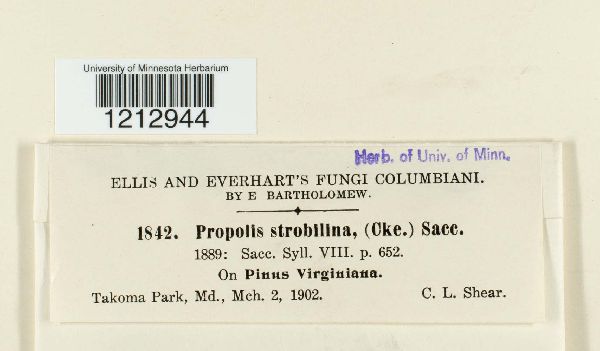 University of Minnesota Herbarium
1212944
Herb. of Univ. of Minn.
ELLIS AND EVERHART'S FUNGI COLUMBIANI.
BY E BARTHOLOMEW.
1842. Propolis strobilina, (Cke.) Sacc.
1889: Sacc. Syll. VIII. p. 652.
On Pinus Virginiana.
Takoma Park, Md., Mch. 2, 1902. C. L. Shear.